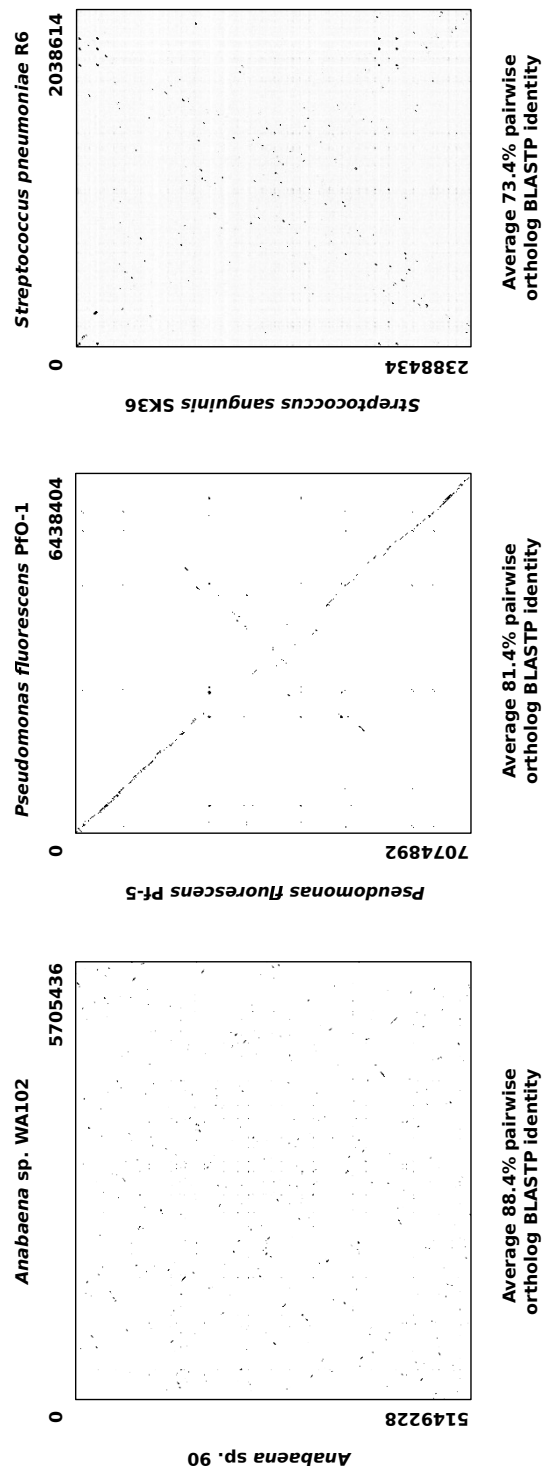 Anabaena sp. WA102
0
5705436
Anabaena sp. 90
5149228
Average 88.4% pairwise
ortholog BLASTP identity
Pseudomonas fluorescens PfO-1
0
6438404
Pseudomonas fluorescens Pf-5
7074892
Average 81.4% pairwise
ortholog BLASTP identity
Streptococcus pneumoniae R6
0
2038614
Streptococcus sanguinis SK36
2388434
Average 73.4% pairwise
ortholog BLASTP identity